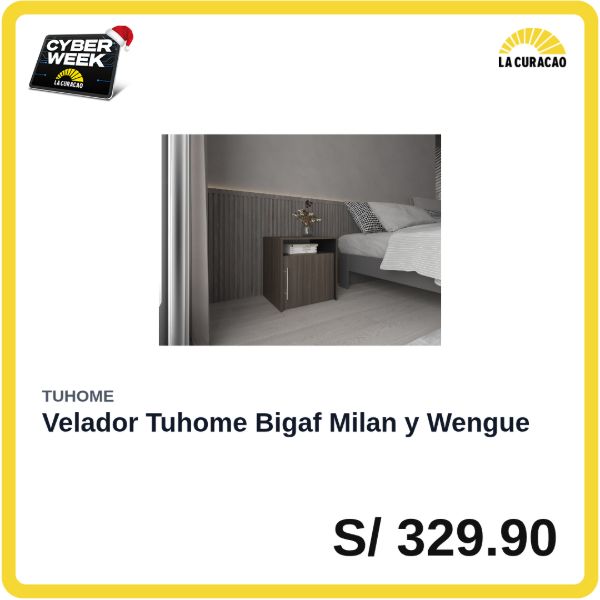 CYBER
WEEK
LA CURACAO
LA CURACAO
TUHOME
Velador Tuhome Bigaf Milan y Wengue
S/ 329.90